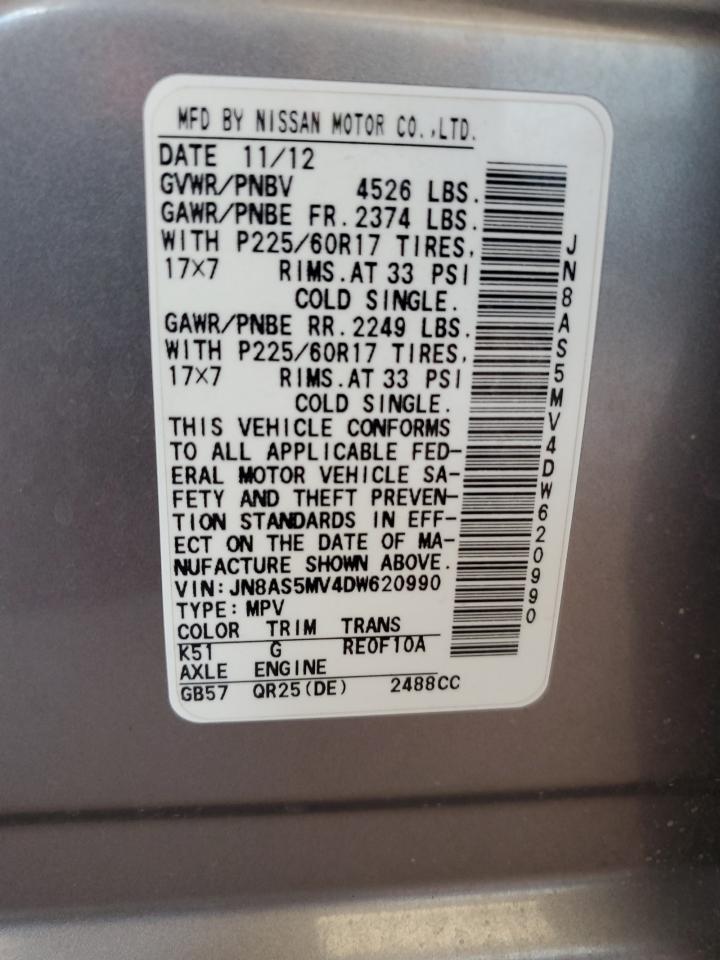 MFD BY NISSAN MOTOR CO.,LTD.
DATE 11/12
GVWR/PNBV 4526 LBS.
GAWR/PNBE FR. 2374 LBS.
WITH P225/60R17 TIRES,
17×7 RIMS.AT 33 PSI
COLD SINGLE.
GAWR/PNBE RR. 2249 LBS.
WITH P225/60R17 TIRES,
17×7 RIMS.AT 33 PSI
COLD SINGLE.
THIS VEHICLE CONFORMS
TO ALL APPLICABLE FED-
ERAL MOTOR VEHICLE SA-
FETY AND THEFT PREVEN-
TION STANDARDS IN EFF-
ECT ON THE DATE OF MA-
NUFACTURE SHOWN ABOVE.
VIN:JN8AS5MV4DW620990
TYPE:MPV
COLOR TRIM TRANS
K51 G RE0F10A
AXLE ENGINE
GB57 QR25(DE) 2488CC
JN8AS5MV4DW620990